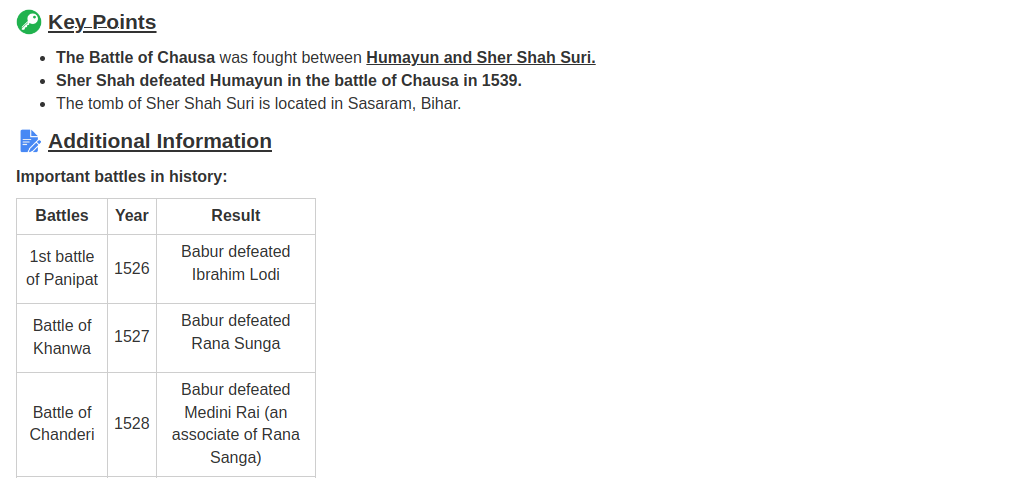 Key Points
• The Battle of Chausa was fought between Humayun and Sher Shah Suri.
• Sher Shah defeated Humayun in the battle of Chausa in 1539.
• The tomb of Sher Shah Suri is located in Sasaram, Bihar.
Additional Information
Important battles in history:
Battles Year Result
1st battle of Panipat 1526 Babur defeated Ibrahim Lodi
Battle of Khanwa 1527 Babur defeated Rana Sunga
Battle of Chanderi 1528 Babur defeated Medini Rai (an associate of Rana Sanga)